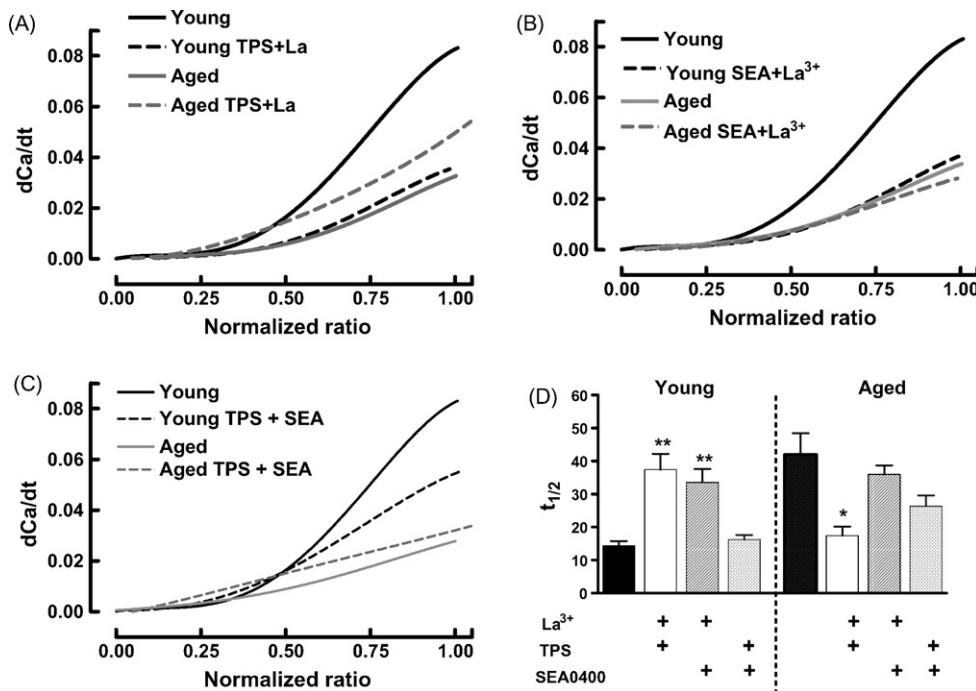 (A)
Young
Young TPS+La
Aged
Aged TPS+La
dCa/dt
0.08
0.06
0.04
0.02
0.00
0.00 0.25 0.50 0.75 1.00
Normalized ratio
(B)
Young
Young SEA+La³⁺
Aged
Aged SEA+La³⁺
dCa/dt
0.08
0.06
0.04
0.02
0.00
0.00 0.25 0.50 0.75 1.00
Normalized ratio
(C)
Young
Young TPS + SEA
Aged
Aged TPS + SEA
dCa/dt
0.08
0.06
0.04
0.02
0.00
0.00 0.25 0.50 0.75 1.00
Normalized ratio
(D)
Young Aged
t1/2
60
50
40
30
20
10
0
** ** *
La³⁺ + + + +
TPS + + + +
SEA0400 + + + +